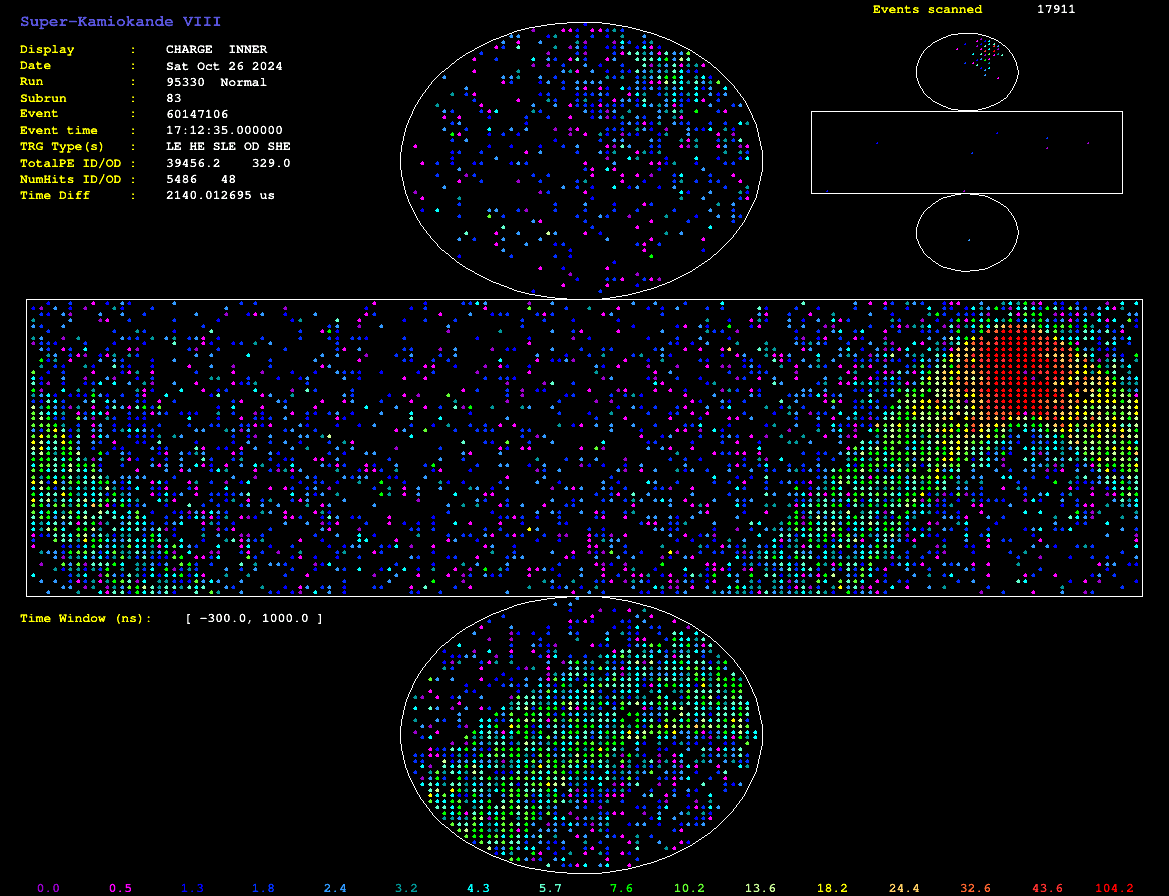 Super-Kamiokande VIII
Events scanned 17911
Display : CHARGE INNER
Date : Sat Oct 26 2024
Run : 95330 Normal
Subrun : 83
Event : 60147106
Event time : 17:12:35.000000
TRG Type(s) : LE HE SLE OD SHE
TotalPE ID/OD : 39456.2 329.0
NumHits ID/OD : 5486 48
Time Diff : 2140.012695 us
Time Window (ns): [ -300.0, 1000.0 ]
0.0 0.5 1.3 1.8 2.4 3.2 4.3 5.7 7.6 10.2 13.6 18.2 24.4 32.6 43.6 104.2